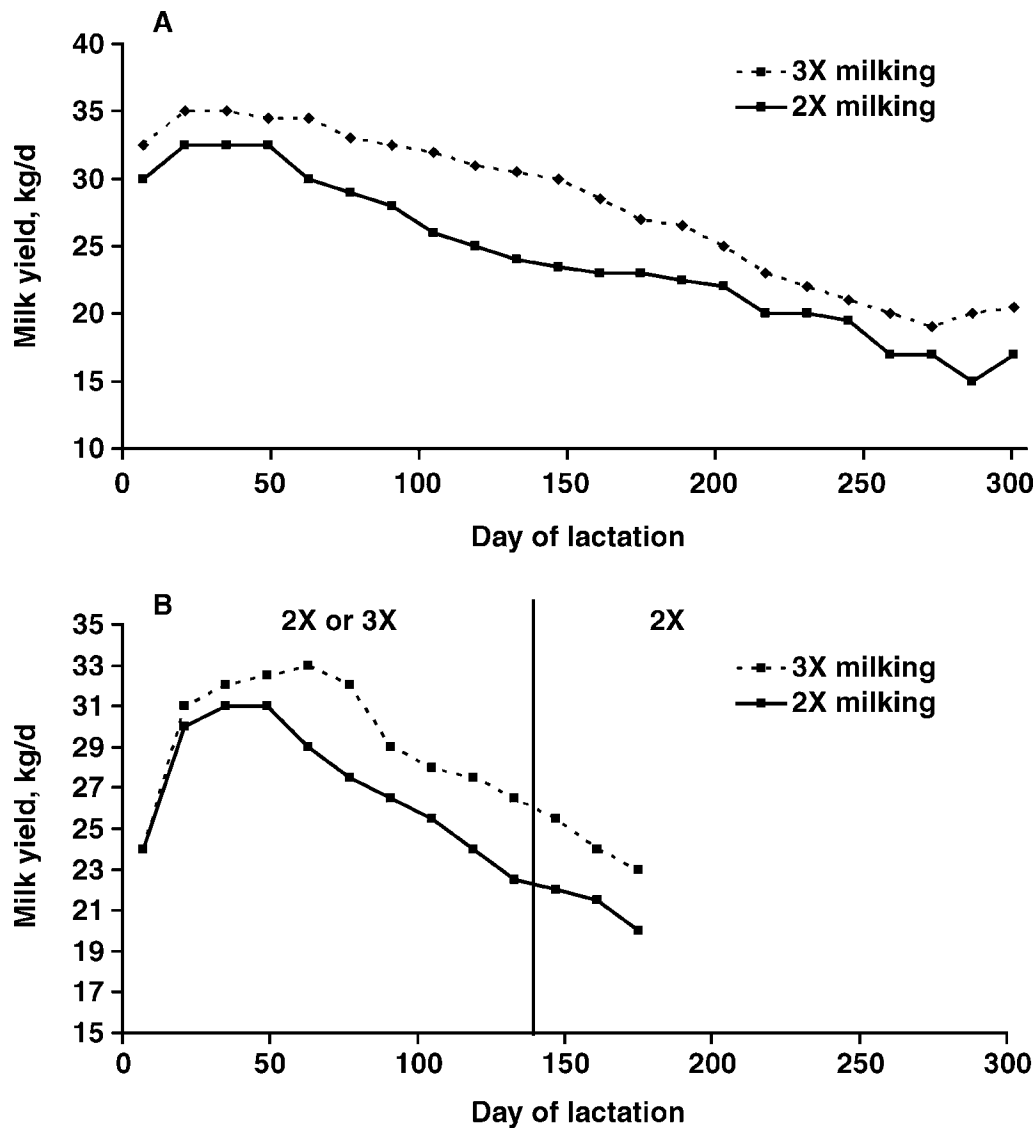 A
40
35
30
25
20
15
10
Milk yield, kg/d
3X milking
2X milking
0 50 100 150 200 250 300
Day of lactation
B
2X or 3X
2X
35
33
31
29
27
25
23
21
19
17
15
Milk yield, kg/d
3X milking
2X milking
0 50 100 150 200 250 300
Day of lactation